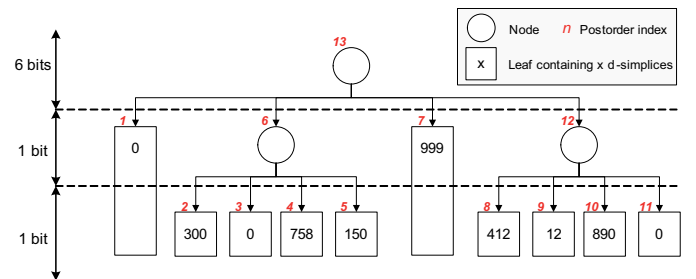 13
Node
n Postorder index
x Leaf containing x d-simplices
6 bits
1 6 7 12
1 bit
0 999
2 3 4 5 8 9 10 11
1 bit
300 0 758 150 412 12 890 0